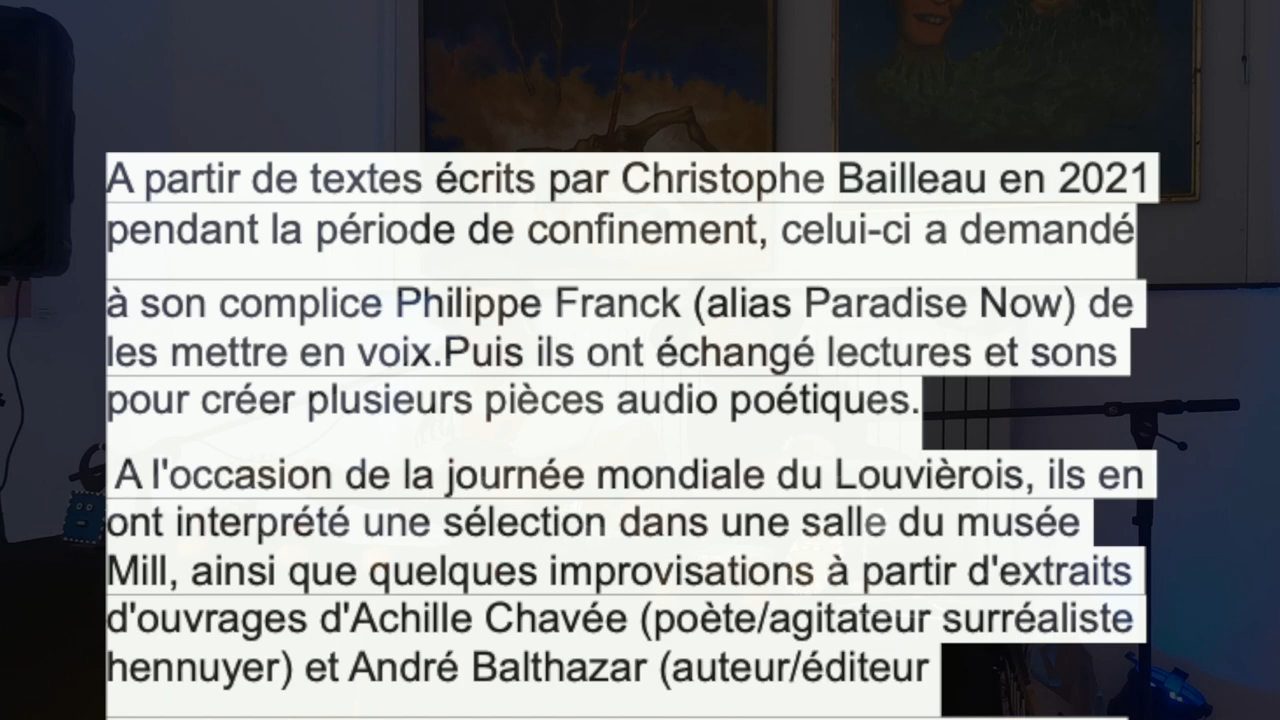 A partir de textes écrits par Christophe Bailleau en 2021
pendant la période de confinement, celui-ci a demandé
à son complice Philippe Franck (alias Paradise Now) de
les mettre en voix.Puis ils ont échangé lectures et sons
pour créer plusieurs pièces audio poétiques.
A l'occasion de la journée mondiale du Louvièrois, ils en
ont interprété une sélection dans une salle du musée
Mill, ainsi que quelques improvisations à partir d'extraits
d'ouvrages d'Achille Chavée (poète/agitateur surréaliste
hennuyer) et André Balthazar (auteur/éditeur